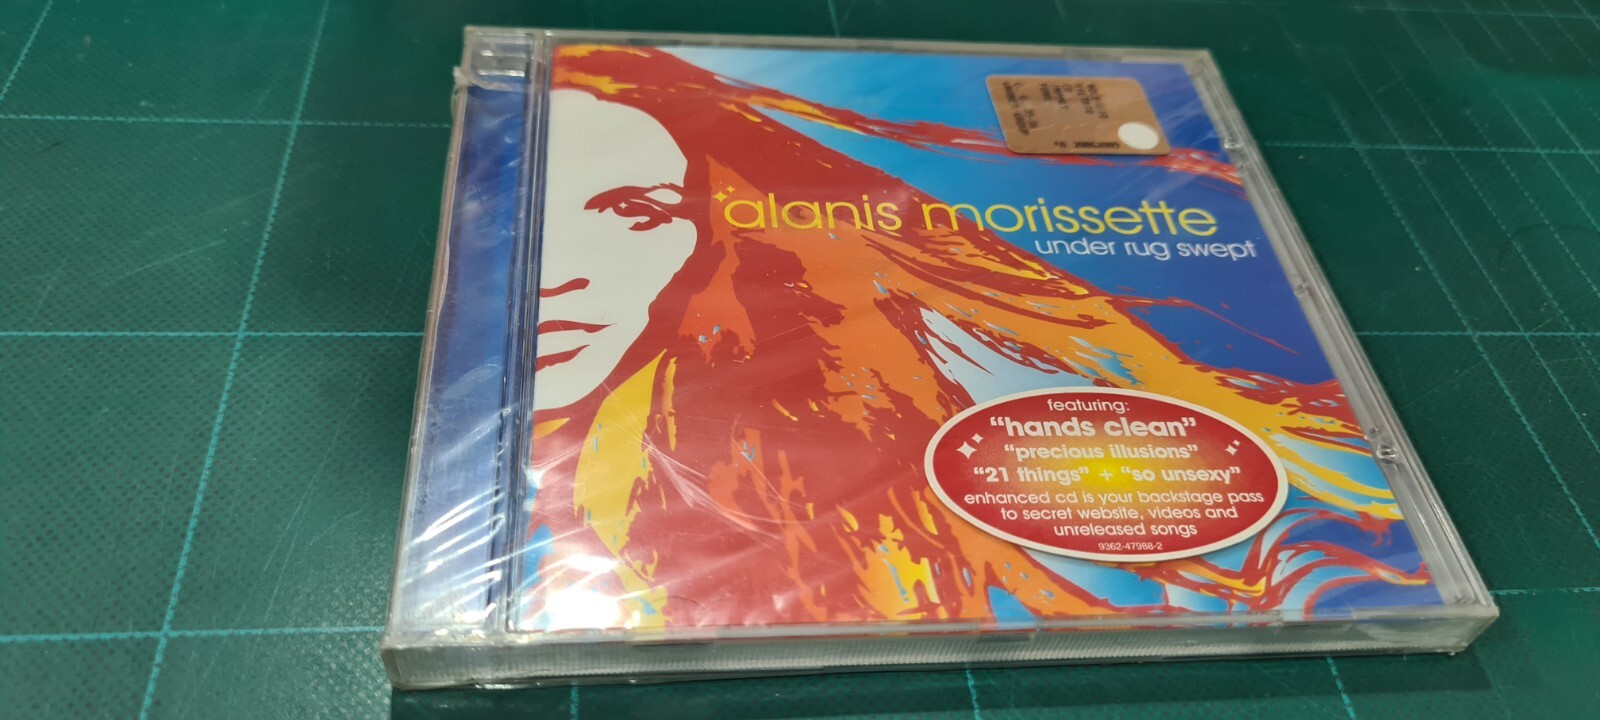 alanis morissette
under rug swept
featuring:
"hands clean"
"precious illusions"
"21 things" + "so unsexy"
enhanced cd is your backstage pass
to secret website, videos and
unreleased songs
9362-47988-2